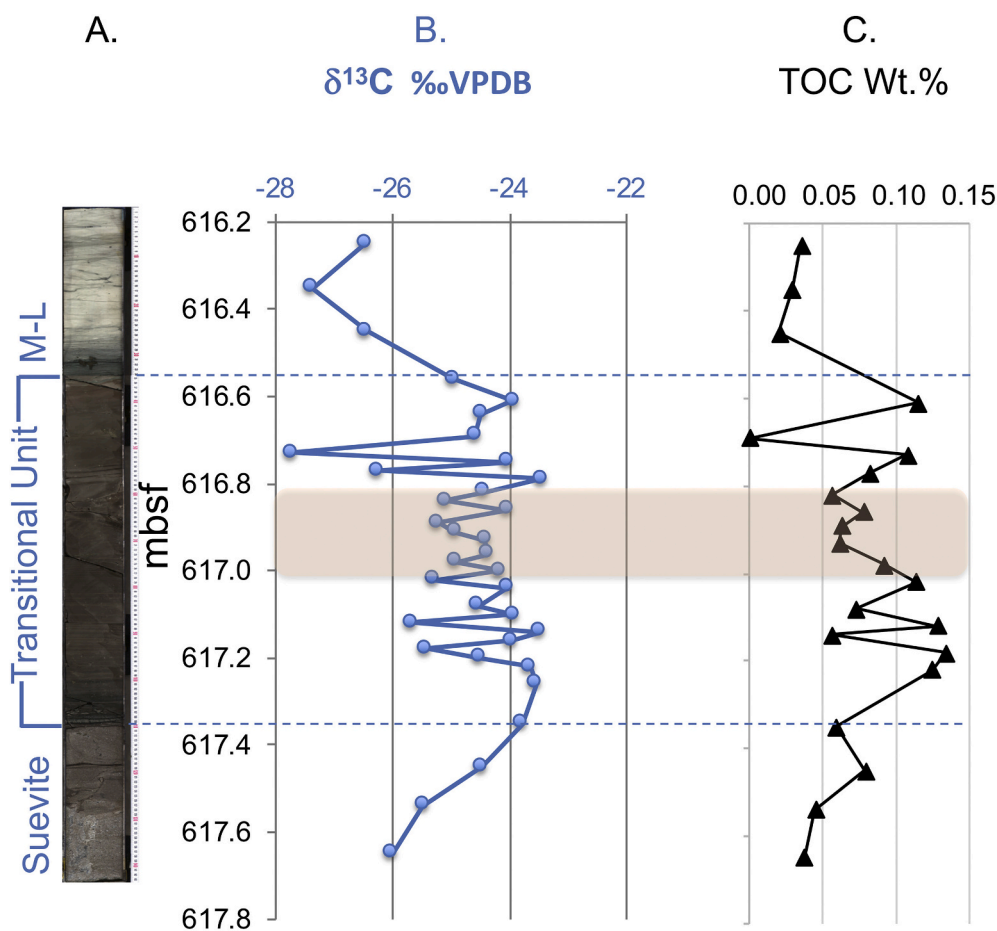 A.
B.
C.
δ¹³C ‰VPDB
TOC Wt.%
-28 -26 -24 -22
0.00 0.05 0.10 0.15
616.2
616.4
616.6
616.8
617.0
617.2
617.4
617.6
617.8
mbsf
M-L
Transitional Unit
Suevite